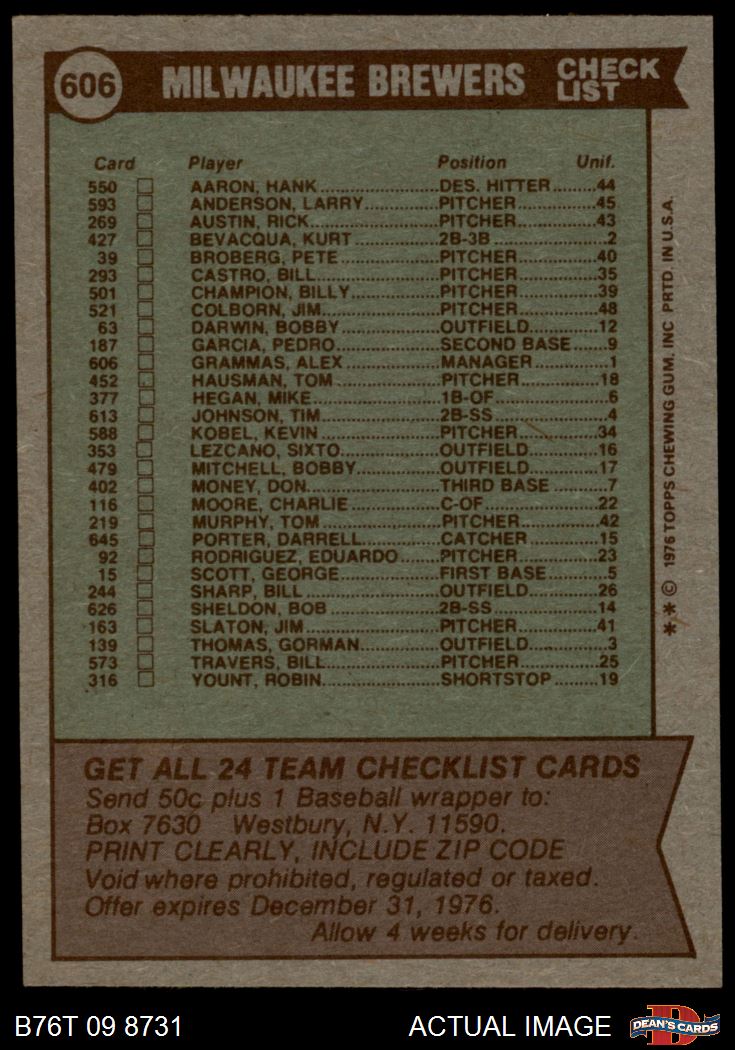 606 MILWAUKEE BREWERS CHECK LIST
Card Player Position Unif.
550 AARON, HANK DES. HITTER 44
593 ANDERSON, LARRY PITCHER 45
269 AUSTIN, RICK PITCHER 43
427 BEVACQUA, KURT 2B-3B 2
39 BROBERG, PETE PITCHER 40
293 CASTRO, BILL PITCHER 35
501 CHAMPION, BILLY PITCHER 39
521 COLBORN, JIM PITCHER 48
63 DARWIN, BOBBY OUTFIELD 12
187 GARCIA, PEDRO SECOND BASE 9
606 GRAMMAS, ALEX MANAGER 1
452 HAUSMAN, TOM PITCHER 18
377 HEGAN, MIKE 1B-OF 6
613 JOHNSON, TIM 2B-SS 4
588 KOBEL, KEVIN PITCHER 34
353 LEZCANO, SIXTO OUTFIELD 16
479 MITCHELL, BOBBY OUTFIELD 17
402 MONEY, DON THIRD BASE 7
116 MOORE, CHARLIE C-OF 22
219 MURPHY, TOM PITCHER 42
645 PORTER, DARRELL CATCHER 15
92 RODRIGUEZ, EDUARDO PITCHER 23
15 SCOTT, GEORGE FIRST BASE 5
244 SHARP, BILL OUTFIELD 26
626 SHELDON, BOB 2B-SS 14
163 SLATON, JIM PITCHER 41
139 THOMAS, GORMAN OUTFIELD 3
573 TRAVERS, BILL PITCHER 25
316 YOUNT, ROBIN SHORTSTOP 19
** © 1976 TOPPS CHEWING GUM, INC PRTD. IN U.S.A.
GET ALL 24 TEAM CHECKLIST CARDS
Send 50c plus 1 Baseball wrapper to:
Box 7630 Westbury, N.Y. 11590.
PRINT CLEARLY, INCLUDE ZIP CODE
Void where prohibited, regulated or taxed.
Offer expires December 31, 1976.
Allow 4 weeks for delivery.
B76T 09 8731 ACTUAL IMAGE D DEAN'S CARDS